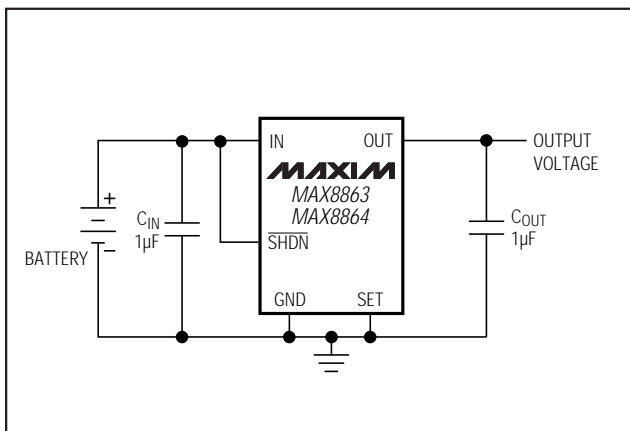 IN
OUT
OUTPUT
VOLTAGE
MAXIM
MAX8863
MAX8864
+
CIN
1µF
COUT
1µF
SHDN
–
BATTERY
GND
SET